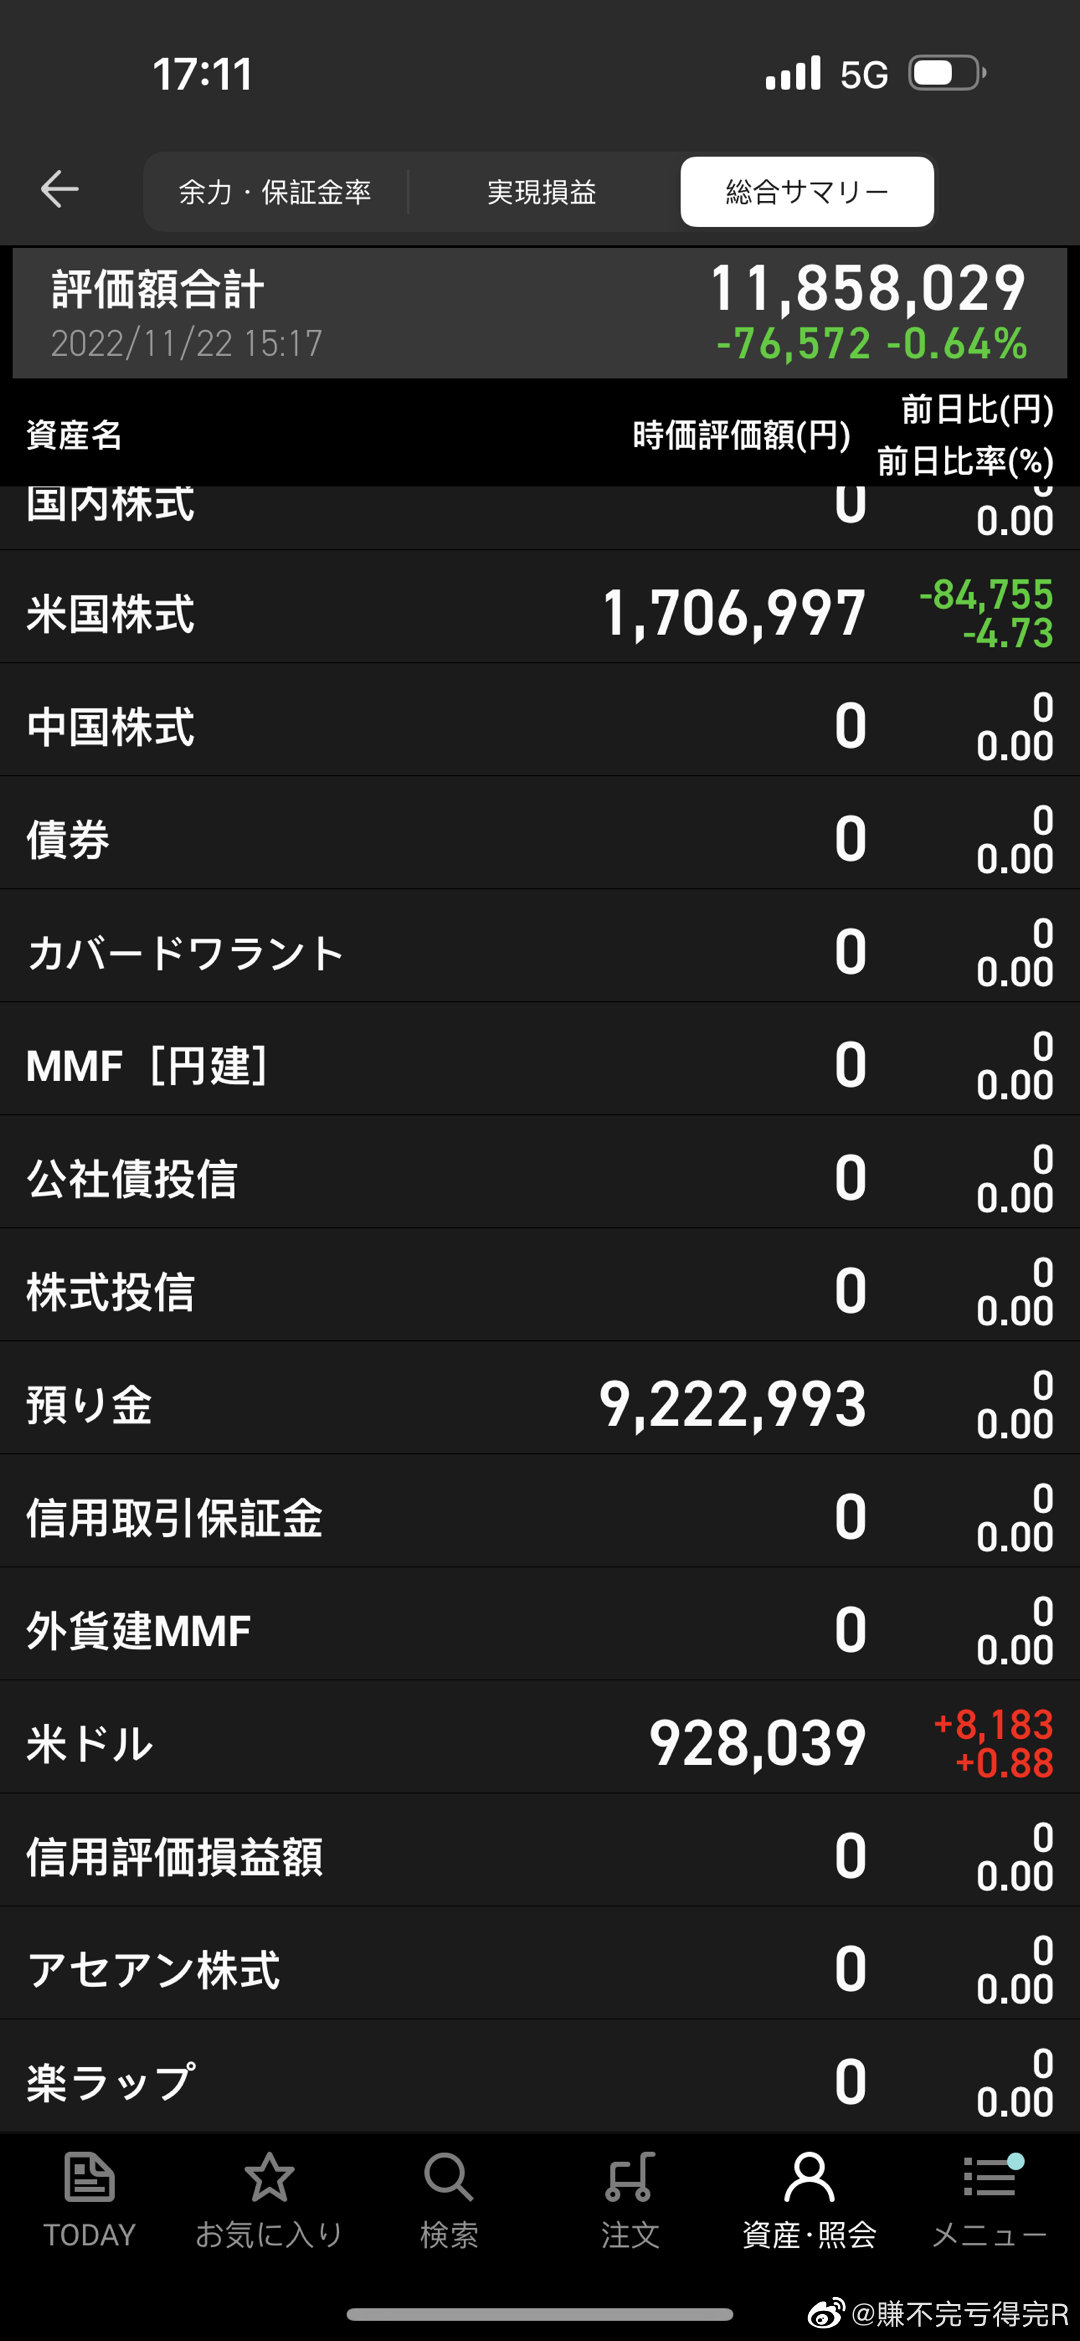 17:11 5G
余力・保証金率 実現損益 総合サマリー
評価額合計 11,858,029
2022/11/22 15:17 -76,572 -0.64%
資産名 時価評価額(円) 前日比(円)
前日比率(%)
国内株式 0 0
0.00
米国株式 1,706,997 -84,755
-4.73
中国株式 0 0
0.00
債券 0 0
0.00
カバードワラント 0 0
0.00
MMF［円建］ 0 0
0.00
公社債投信 0 0
0.00
株式投信 0 0
0.00
預り金 9,222,993 0
0.00
信用取引保証金 0 0
0.00
外貨建MMF 0 0
0.00
米ドル 928,039 +8,183
+0.88
信用評価損益額 0 0
0.00
アセアン株式 0 0
0.00
楽ラップ 0 0
0.00
TODAY お気に入り 検索 注文 資産･照会 メニュー
@賺不完亏得完R